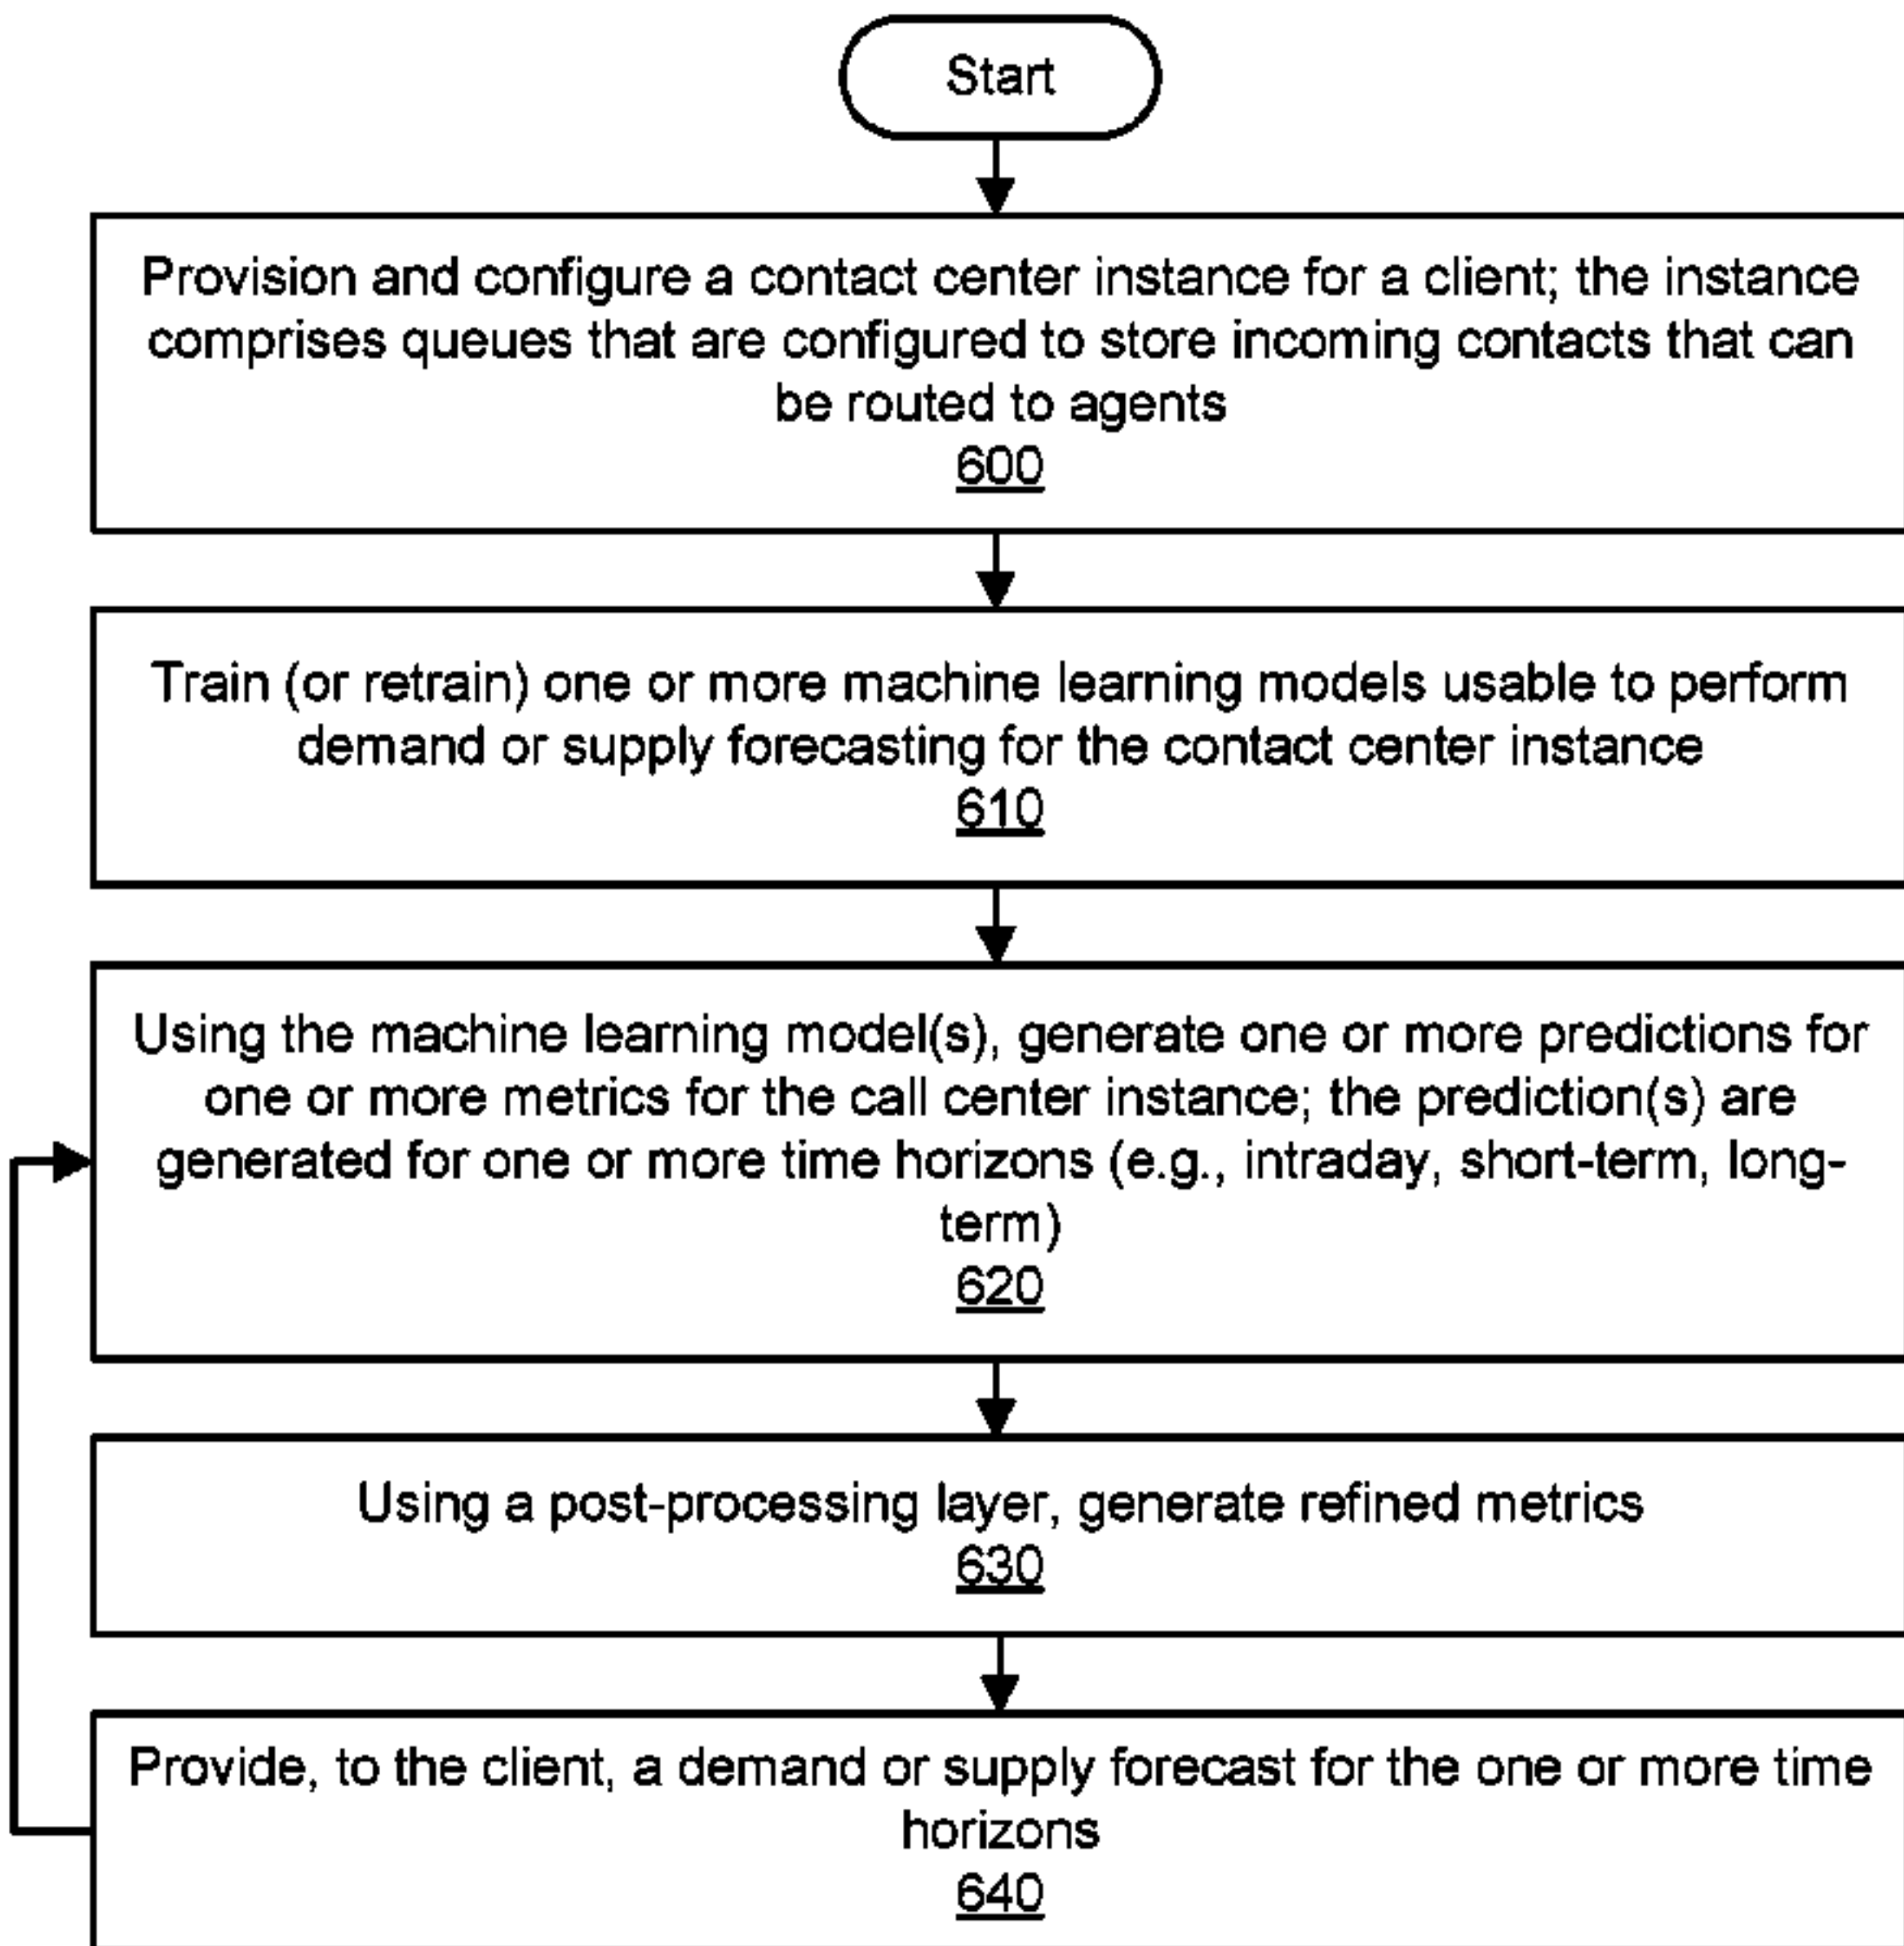 Start
Provision and configure a contact center instance for a client; the instance
comprises queues that are configured to store incoming contacts that can
be routed to agents
600
Train (or retrain) one or more machine learning models usable to perform
demand or supply forecasting for the contact center instance
610
Using the machine learning model(s), generate one or more predictions for
one or more metrics for the call center instance; the prediction(s) are
generated for one or more time horizons (e.g., intraday, short-term, long-
term)
620
Using a post-processing layer, generate refined metrics
630
Provide, to the client, a demand or supply forecast for the one or more time
horizons
640